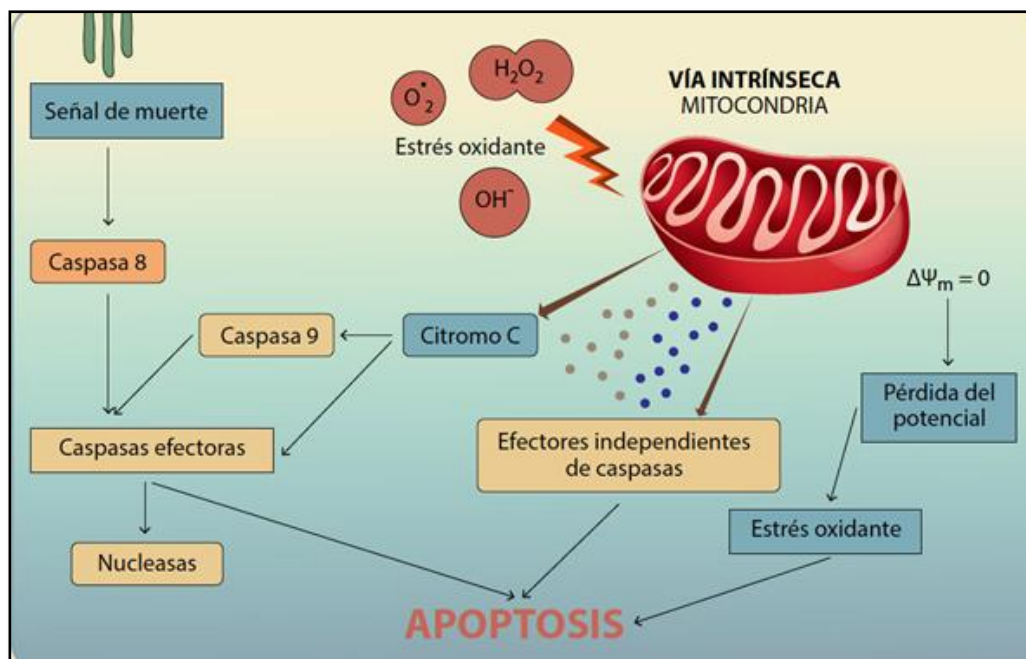 Señal de muerte
O•2
H2O2
Estrés oxidante
OH-
VÍA INTRÍNSECA
MITOCONDRIA
Caspasa 8
Caspasa 9
Citromo C
ΔΨm = 0
Pérdida del
potencial
Caspasas efectoras
Efectores independientes
de caspasas
Estrés oxidante
Nucleasas
APOPTOSIS